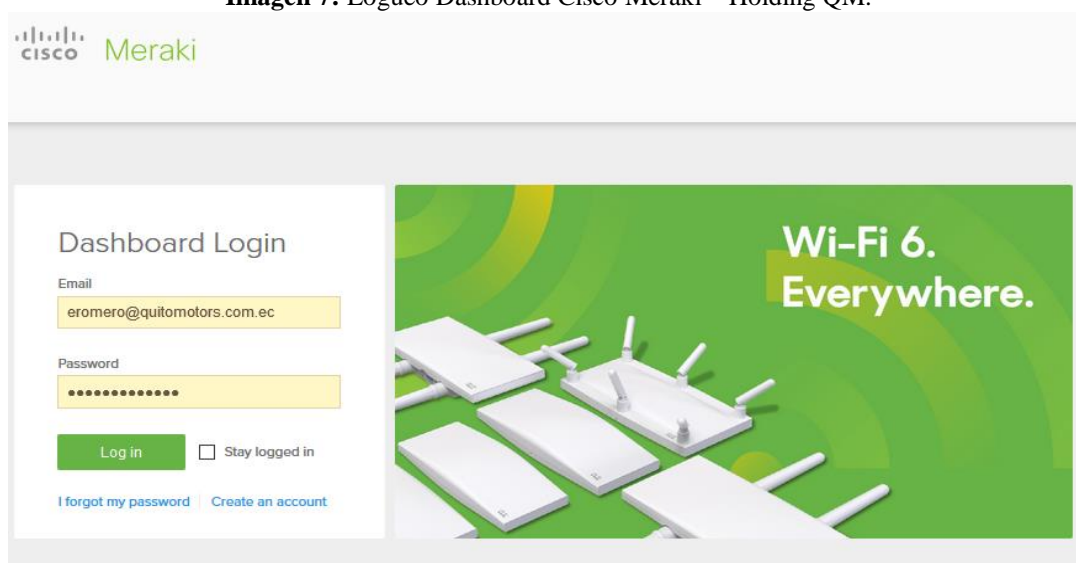 Imagen 7: Logueo Dashboard Cisco Meraki – Holding QM.
CISCO Meraki
Dashboard Login
Email
eromero@quitomotors.com.ec
Password
•••••••••••••
Log in Stay logged in
I forgot my password Create an account
Wi-Fi 6.
Everywhere.